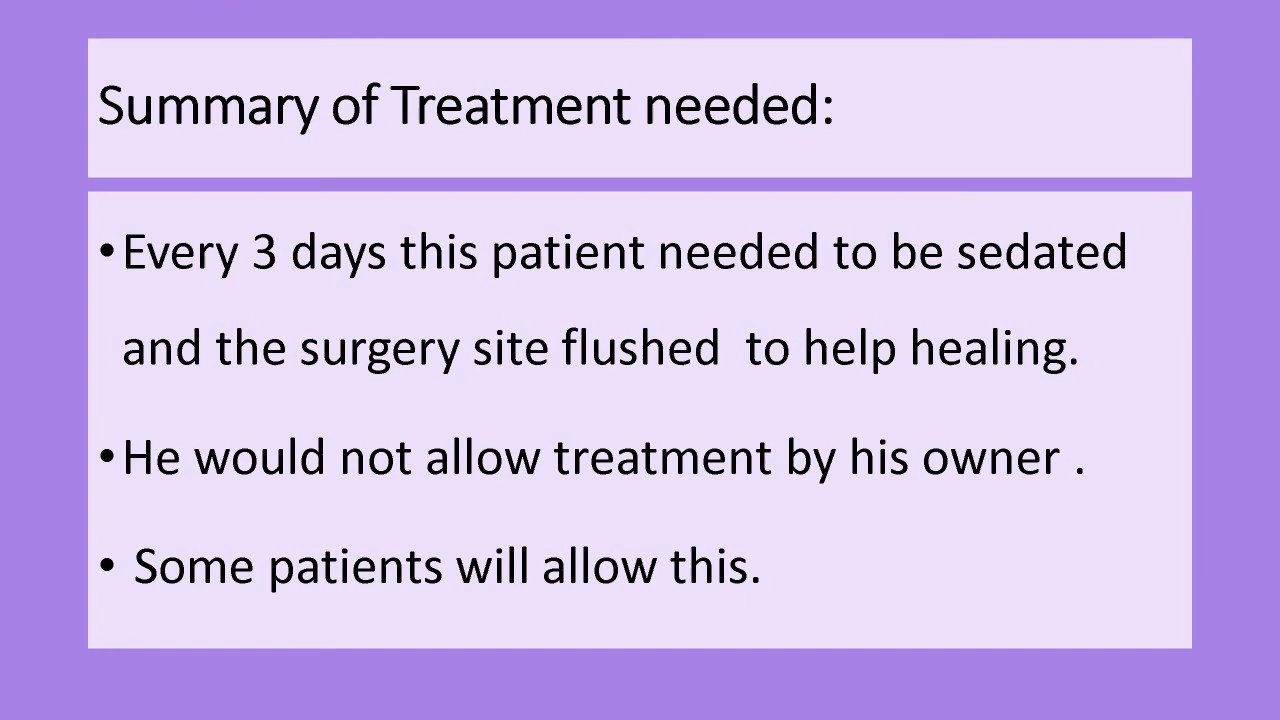 Summary of Treatment needed:
•Every 3 days this patient needed to be sedated
and the surgery site flushed  to help healing.
•He would not allow treatment by his owner .
• Some patients will allow this.